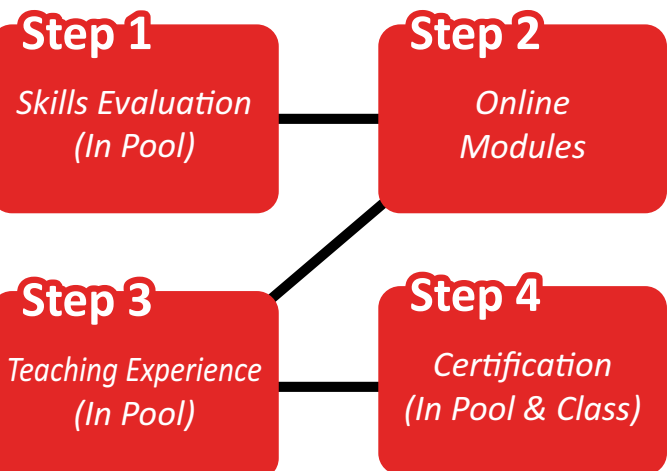 Step 1
Skills Evaluation
(In Pool)
Step 2
Online
Modules
Step 3
Teaching Experience
(In Pool)
Step 4
Certification
(In Pool & Class)